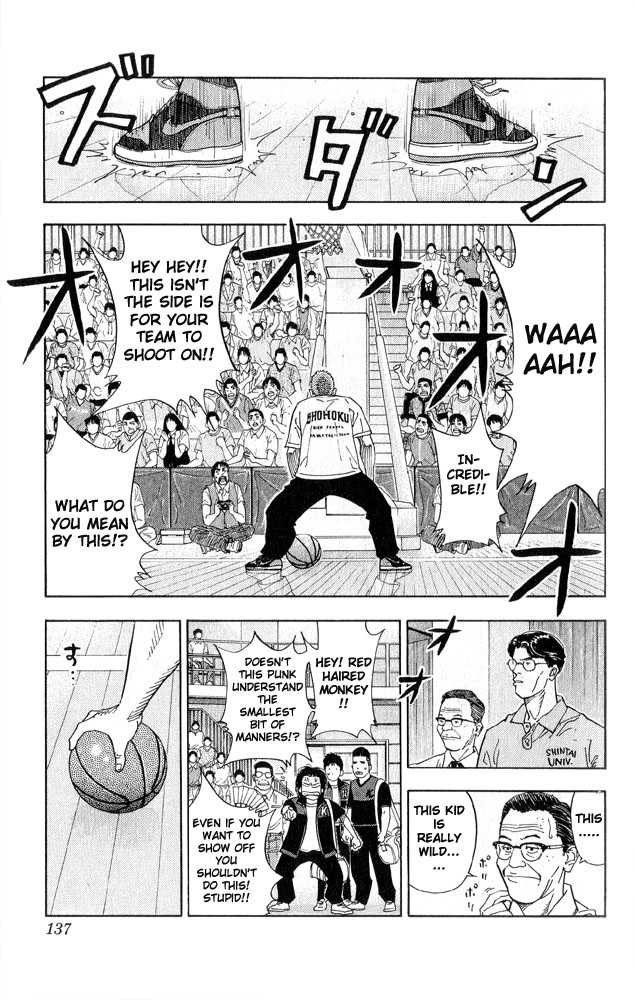 ズ
ダ
ン
HEY HEY!!
THIS ISN'T
THE SIDE IS
FOR YOUR
TEAM TO
SHOOT ON!!
WAAA
AAH!!
オ
オ
オ
オ
オ
SHOHOKU
IN-
CREDI-
BLE!!
WHAT DO
YOU MEAN
BY THIS!?
す
DOESN'T
THIS PUNK
UNDERSTAND
THE
SMALLEST
BIT OF
MANNERS!?
HEY! RED
HAIRED
MONKEY
!!
EVEN IF YOU
WANT TO
SHOW OFF
YOU
SHOULDN'T
DO THIS!
STUPID!!
オ
SHINTAI
UNIV.
THIS
.....
THIS KID
IS
REALLY
WILD...
...
137